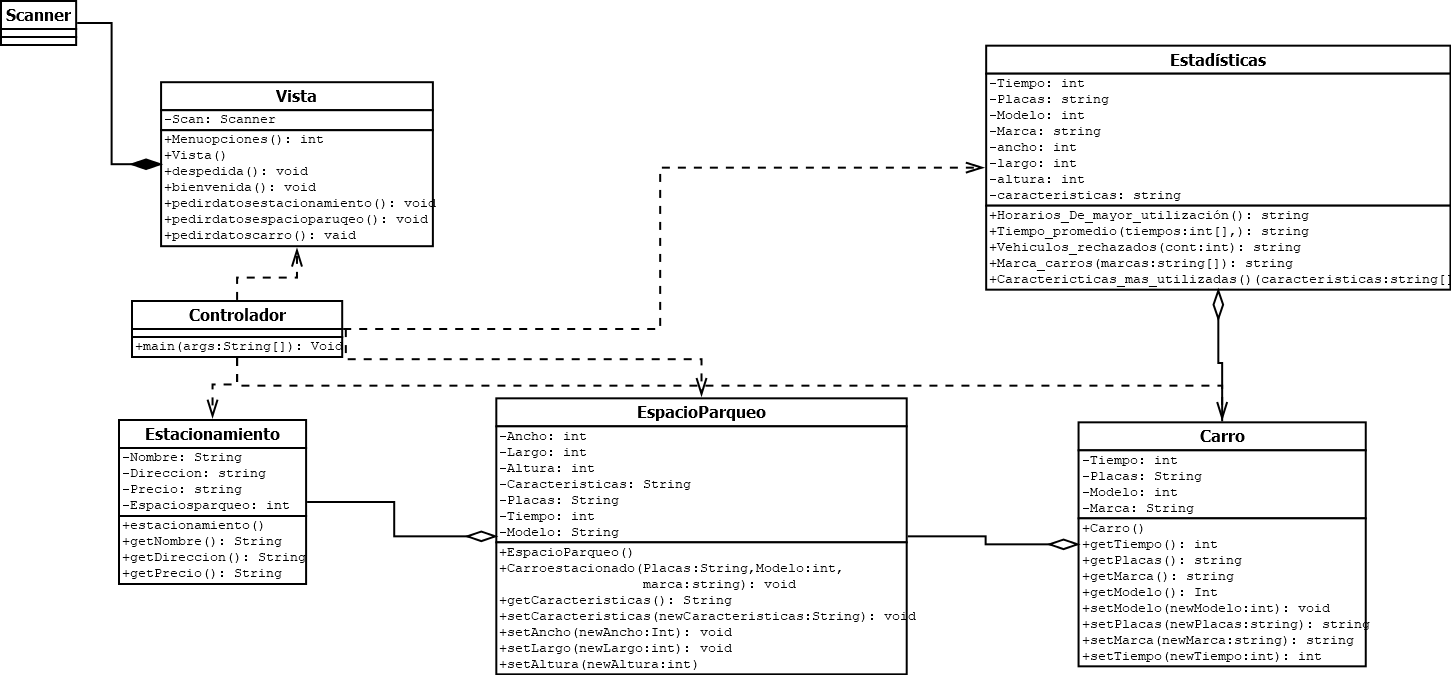 Scanner
Vista
-Scan: Scanner
+Menuopciones(): int
+Vista()
+despedida(): void
+bienvenida(): void
+pedirdatosestacionamiento(): void
+pedirdatosespacioparuqeo(): void
+pedirdatoscarro(): vaid
Estadísticas
-Tiempo: int
-Placas: string
-Modelo: int
-Marca: string
-ancho: int
-largo: int
-altura: int
-caracteristicas: string
+Horarios_De_mayor_utilización(): string
+Tiempo_promedio(tiempos:int[],): string
+Vehiculos_rechazados(cont:int): string
+Marca_carros(marcas:string[]): string
+Caractericticas_mas_utilizadas()(caracteristicas:string[]
Controlador
+main(args:String[]): Void
Estacionamiento
-Nombre: String
-Direccion: string
-Precio: string
-Espaciosparqueo: int
+estacionamiento()
+getNombre(): String
+getDireccion(): String
+getPrecio(): String
EspacioParqueo
-Ancho: int
-Largo: int
-Altura: int
-Caracteristicas: String
-Placas: String
-Tiempo: int
-Modelo: String
+EspacioParqueo()
+Carroestacionado(Placas:String,Modelo:int,
marca:string): void
+getCaracteristicas(): String
+setCaracteristicas(newCaracteristicas:String): void
+setAncho(newAncho:Int): void
+setLargo(newLargo:int): void
+setAltura(newAltura:int)
Carro
-Tiempo: int
-Placas: String
-Modelo: int
-Marca: String
+Carro()
+getTiempo(): int
+getPlacas(): string
+getMarca(): string
+getModelo(): Int
+setModelo(newModelo:int): void
+setPlacas(newPlacas:string): string
+setMarca(newMarca:string): string
+setTiempo(newTiempo:int): int